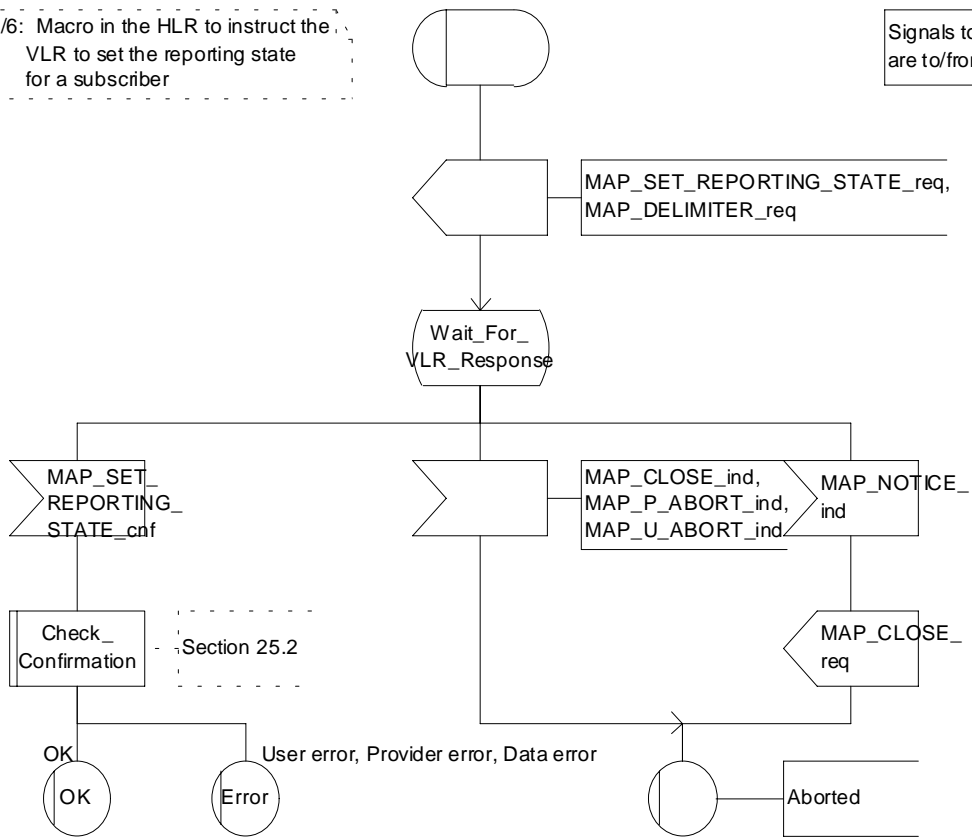 /6: Macro in the HLR to instruct the
VLR to set the reporting state
for a subscriber
Signals to
are to/from
MAP_SET_REPORTING_STATE_req,
MAP_DELIMITER_req
Wait_For_
VLR_Response
MAP_SET_
REPORTING_
STATE_cnf
MAP_CLOSE_ind,
MAP_P_ABORT_ind,
MAP_U_ABORT_ind
MAP_NOTICE_
ind
Check_
Confirmation
Section 25.2
MAP_CLOSE_
req
OK
User error, Provider error, Data error
OK
Error
Aborted